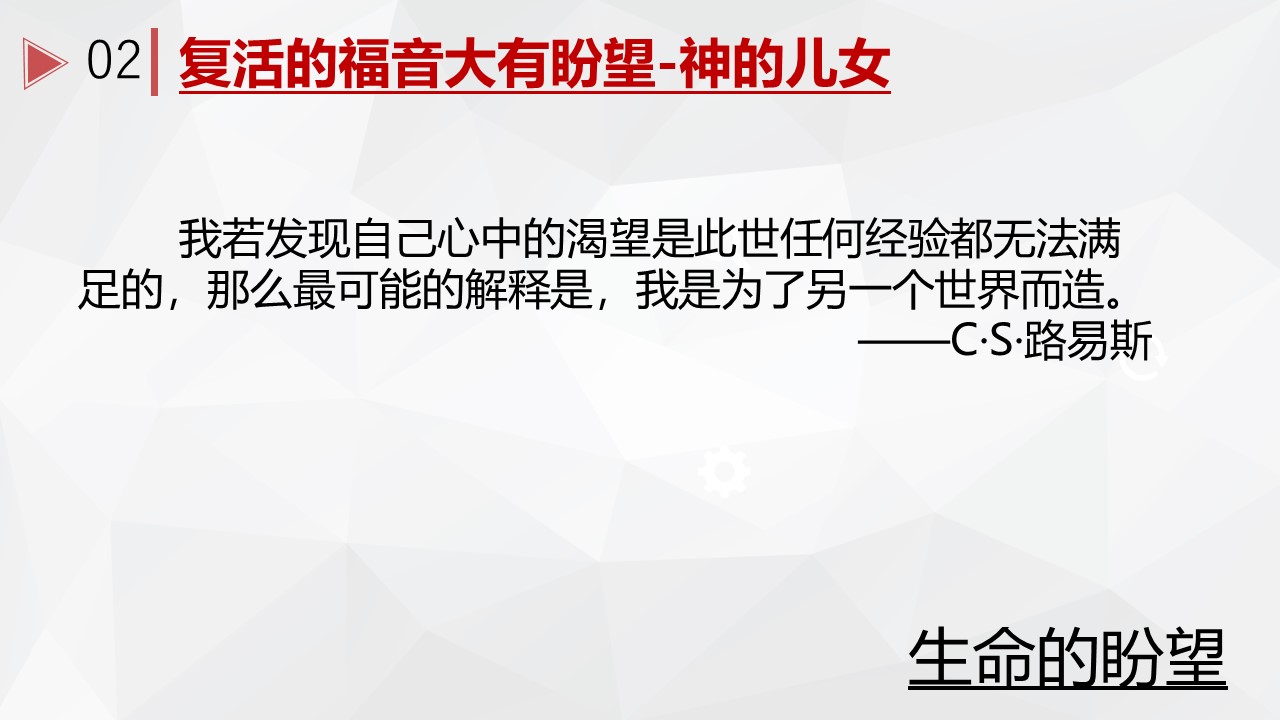 02 复活的福音大有盼望-神的儿女
我若发现自己心中的渴望是此世任何经验都无法满
足的，那么最可能的解释是，我是为了另一个世界而造。
——C·S·路易斯
生命的盼望